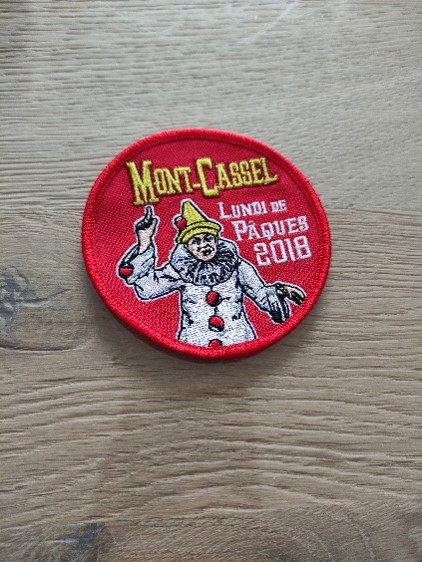 MONT-CASSEL
LUNDI DE
PÂQUES
2018